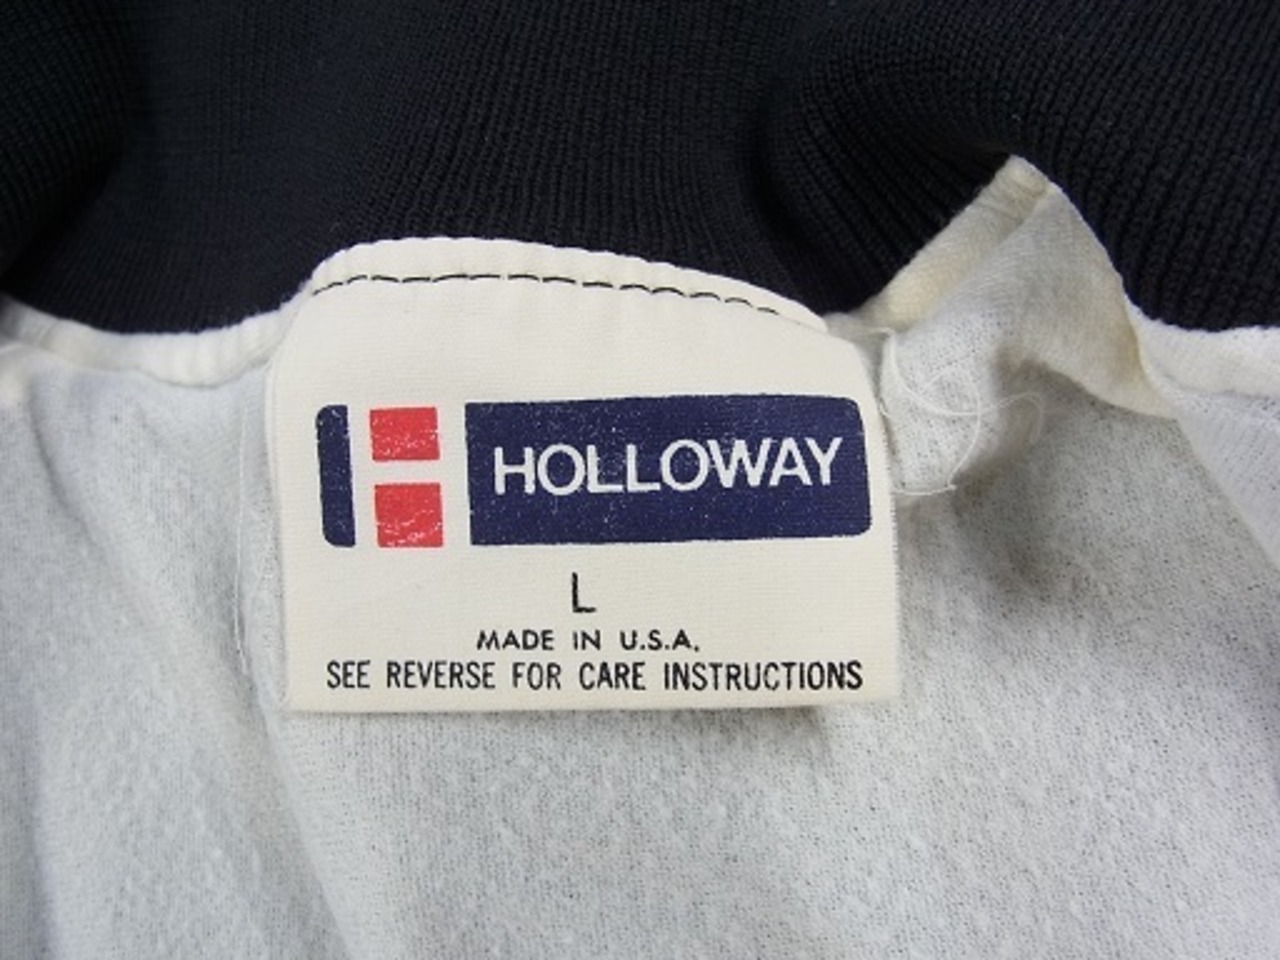 HOLLOWAY
L
MADE IN U.S.A.
SEE REVERSE FOR CARE INSTRUCTIONS